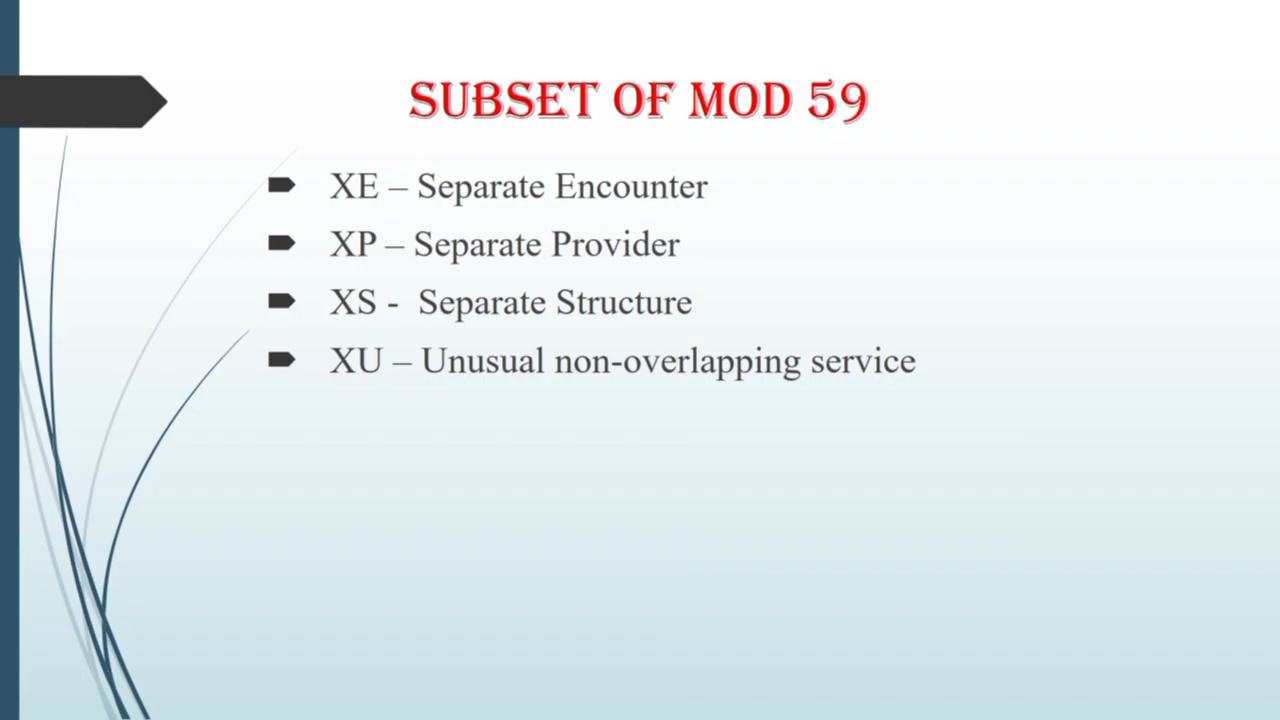 SUBSET OF MOD 59
XE – Separate Encounter
XP – Separate Provider
XS - Separate Structure
XU – Unusual non-overlapping service